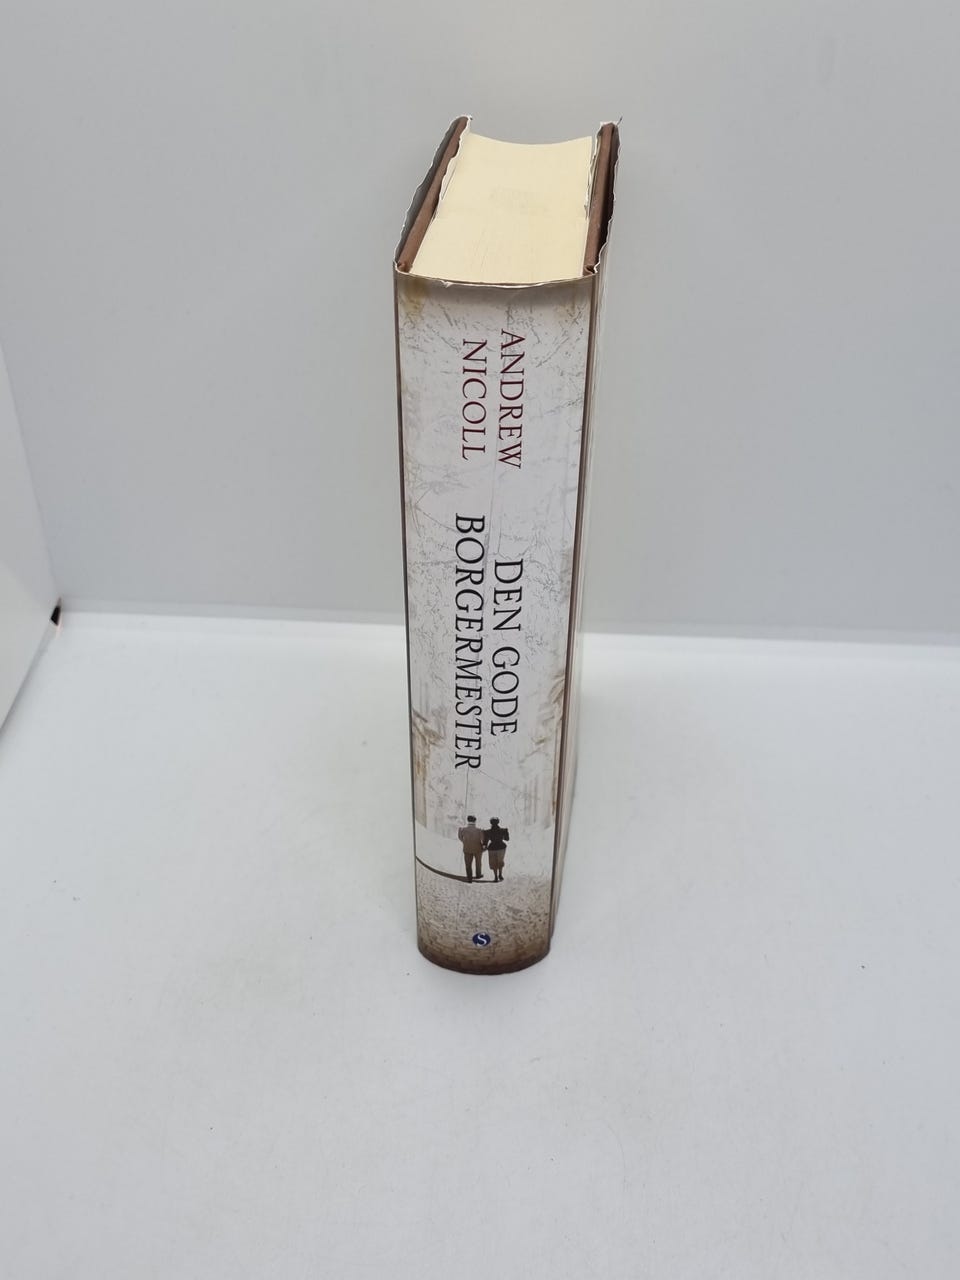 ANDREW
NICOLL
DEN GODE
BORGERMESTER
S